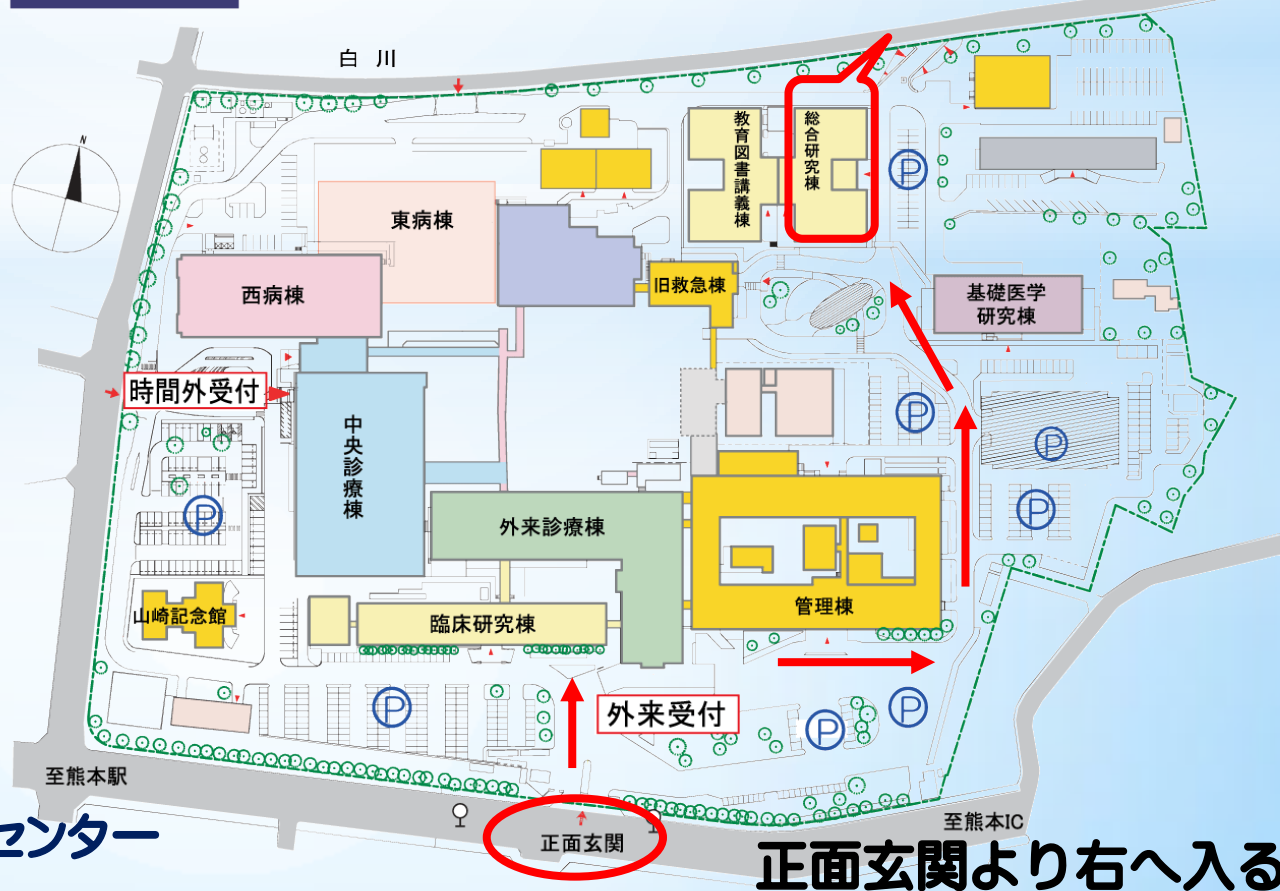 白 川
N
教育図書講義棟
総合研究棟
P
東病棟
西病棟
旧救急棟
基礎医学
研究棟
時間外受付
中央診療棟
P
P
P
P
外来診療棟
山崎記念館
臨床研究棟
管理棟
P
外来受付
P
P
至熊本駅
正面玄関
至熊本IC
センター
正面玄関より右へ入る